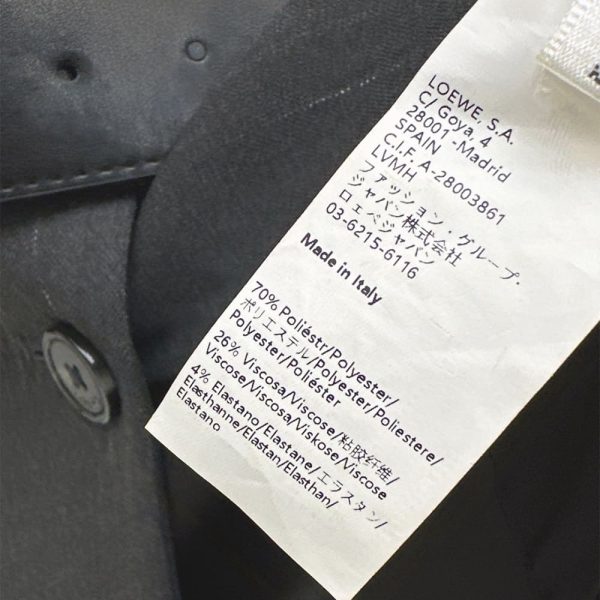 LOEWE, S.A.
C/ Goya, 4
28001 -Madrid
SPAIN
C.I.F. A-28003861
LVMH
ファッション・グループ・
ジャパン株式会社
ロエベジャパン
03-6215-6116
Made in Italy
70% Poliéstr/Polyester/
ポリエステル/Polyester/Poliestere/
Polyester/Poliéster
26% Viscosa/Viscose/粘胶纤维/
Viscose/Viscosa/Viskose/Viscose
4% Elastano/Elastane/エラスタン/
Elasthanne/Elastan/Elasthan/
Elastano